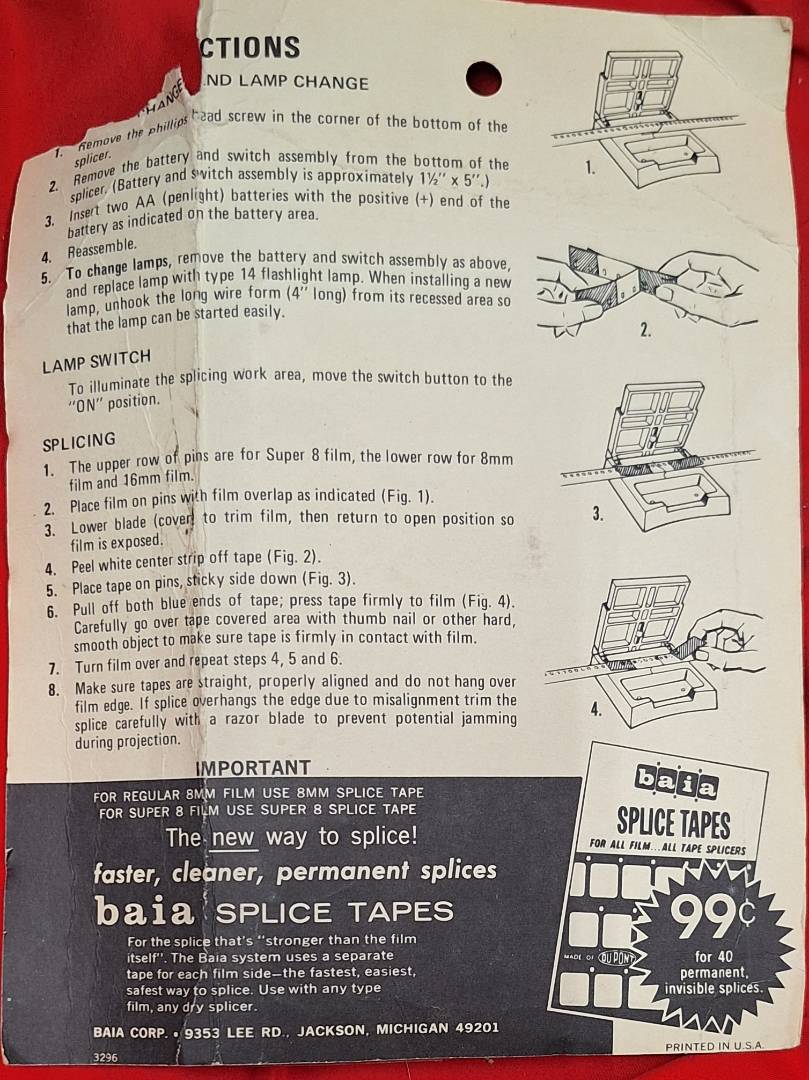 CTIONS
ND LAMP CHANGE
HANGE
1. Remove the phillips head screw in the corner of the bottom of the
splicer.
2. Remove the battery and switch assembly from the bottom of the
splicer. (Battery and switch assembly is approximately 1½" x 5".)
3. Insert two AA (penlight) batteries with the positive (+) end of the
battery as indicated on the battery area.
4. Reassemble.
5. To change lamps, remove the battery and switch assembly as above,
and replace lamp with type 14 flashlight lamp. When installing a new
lamp, unhook the long wire form (4" long) from its recessed area so
that the lamp can be started easily.
LAMP SWITCH
To illuminate the splicing work area, move the switch button to the
"ON" position.
SPLICING
1. The upper row of pins are for Super 8 film, the lower row for 8mm
film and 16mm film.
2. Place film on pins with film overlap as indicated (Fig. 1).
3. Lower blade (cover) to trim film, then return to open position so
film is exposed.
4. Peel white center strip off tape (Fig. 2).
5. Place tape on pins, sticky side down (Fig. 3).
6. Pull off both blue ends of tape; press tape firmly to film (Fig. 4).
Carefully go over tape covered area with thumb nail or other hard,
smooth object to make sure tape is firmly in contact with film.
7. Turn film over and repeat steps 4, 5 and 6.
8. Make sure tapes are straight, properly aligned and do not hang over
film edge. If splice overhangs the edge due to misalignment trim the
splice carefully with a razor blade to prevent potential jamming
during projection.
1.
2.
3.
4.
IMPORTANT
FOR REGULAR 8MM FILM USE 8MM SPLICE TAPE
FOR SUPER 8 FILM USE SUPER 8 SPLICE TAPE
The new way to splice!
faster, cleaner, permanent splices
baia SPLICE TAPES
For the splice that's "stronger than the film
itself". The Baia system uses a separate
tape for each film side—the fastest, easiest,
safest way to splice. Use with any type
film, any dry splicer.
BAIA CORP. • 9353 LEE RD., JACKSON, MICHIGAN 49201
3296
baia
SPLICE TAPES
FOR ALL FILM...ALL TAPE SPLICERS
99¢
MADE OF DU PONT
for 40
permanent,
invisible splices.
PRINTED IN U.S.A.